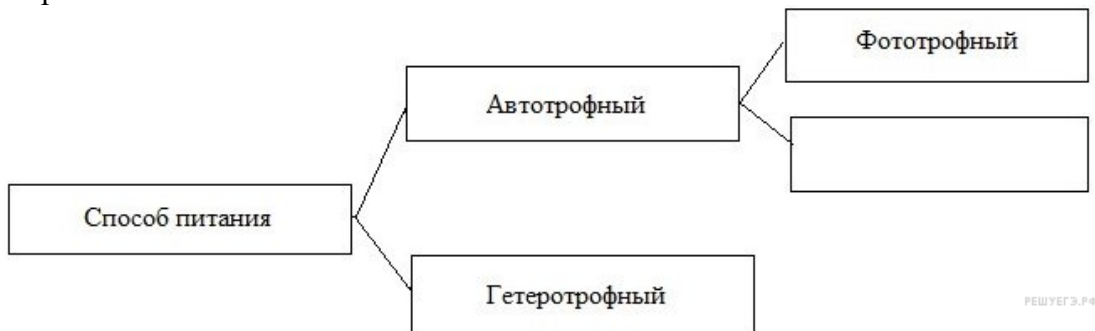 Фототрофный
Автотрофный
Способ питания
Гетеротрофный
РЕШУЕГЭ.РФ